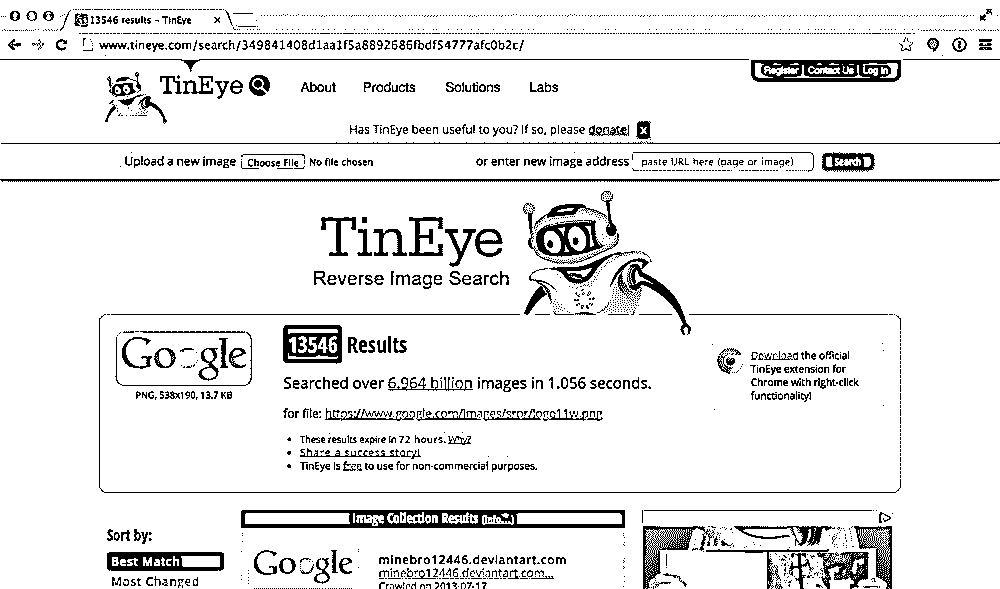 13546 results - TinEye
www.tineye.com/search/349841408d1aa1f5a8892686fbdf54777afc0b2c/
TinEye About Products Solutions Labs
Register | Contact Us | Log In
Has TinEye been useful to you? If so, please donate! x
Upload a new image Choose File No file chosen or enter new image address paste URL here (page or image) Search
TinEye
Reverse Image Search
Google
PNG, 538x190, 13.7 KB
13546 Results
Searched over 6.964 billion images in 1.056 seconds.
for file: https://www.google.com/images/srpr/logo11w.png
• These results expire in 72 hours. Why?
• Share a success story!
• TinEye is free to use for non-commercial purposes.
Download the official
TinEye extension for
Chrome with right-click
functionality!
Sort by:
Best Match
Most Changed
Image Collection Results (info...)
Google
minebro12446.deviantart.com
minebro12446.deviantart.com...
Crawled on 2013-07-17